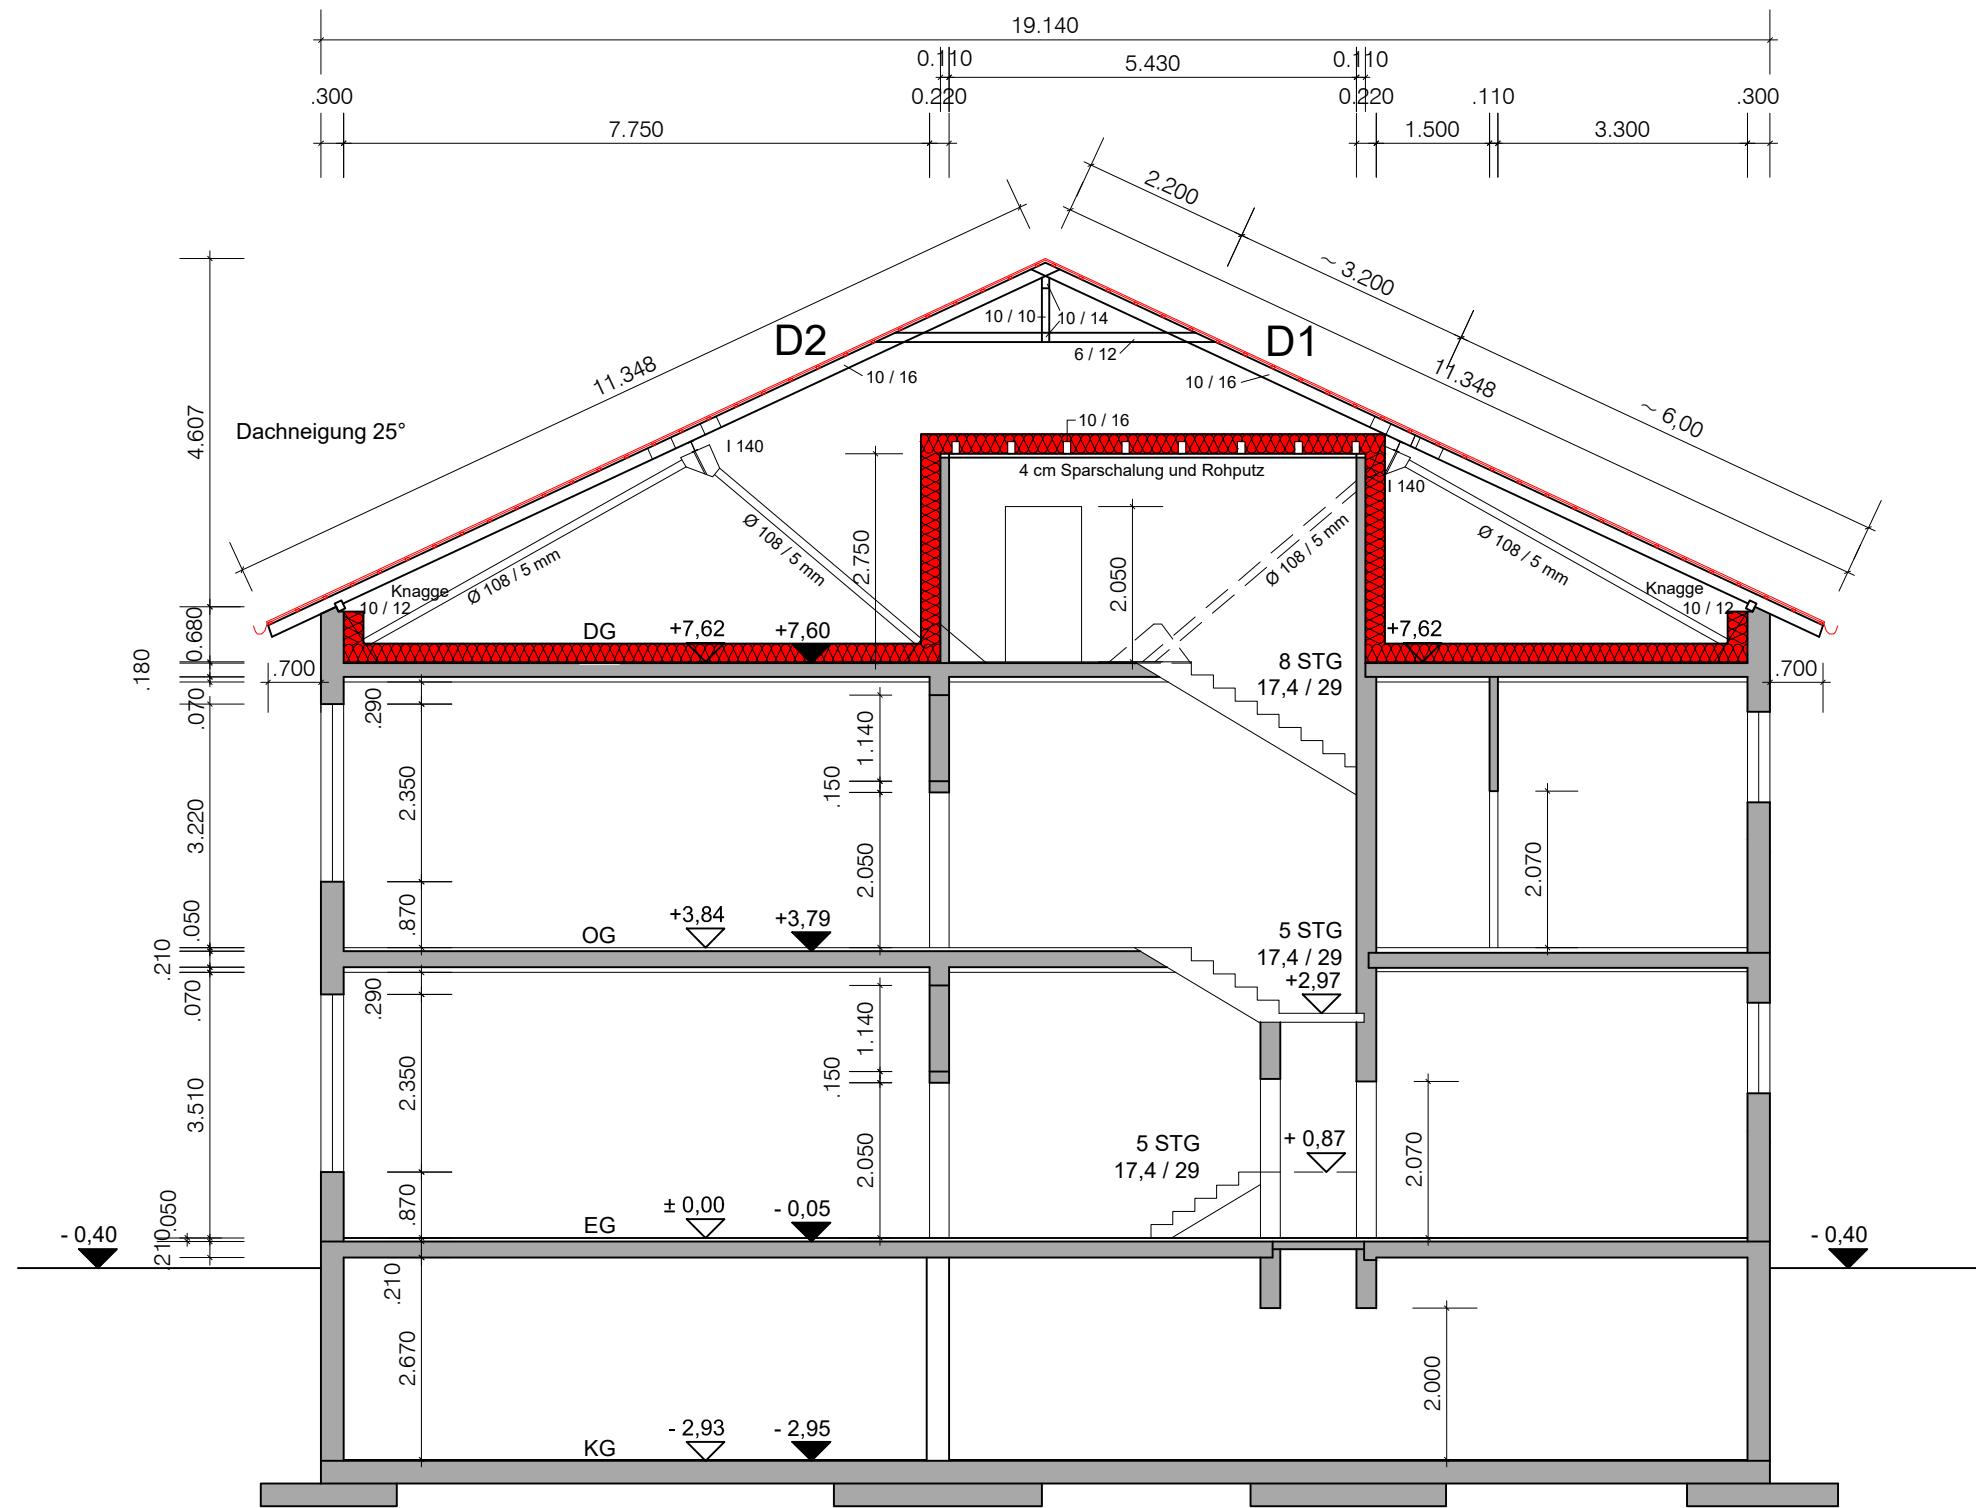 19.140
0.110
5.430
0.110
.300
0.220
0.220
.110
.300
7.750
1.500
3.300
2.200
~ 3.200
11.348
11.348
~ 6,00
D2
D1
10 / 10
10 / 14
6 / 12
10 / 16
10 / 16
10 / 16
4.607
Dachneigung 25°
I 140
4 cm Sparschalung und Rohputz
I 140
Ø 108 / 5 mm
Ø 108 / 5 mm
Ø 108 / 5 mm
Ø 108 / 5 mm
2.750
2.050
Knagge
10 / 12
Knagge
10 / 12
0.680
DG
+7,62
+7,60
+7,62
.180
.700
.700
8 STG
17,4 / 29
.070
.290
1.140
.150
2.350
3.220
2.050
2.070
.870
.050
OG
+3,84
+3,79
5 STG
17,4 / 29
+2,97
.210
.070
.290
1.140
.150
2.350
3.510
2.050
2.070
5 STG
17,4 / 29
+ 0,87
.870
.050
EG
± 0,00
- 0,05
- 0,40
- 0,40
.210
.210
2.670
2.000
KG
- 2,93
- 2,95